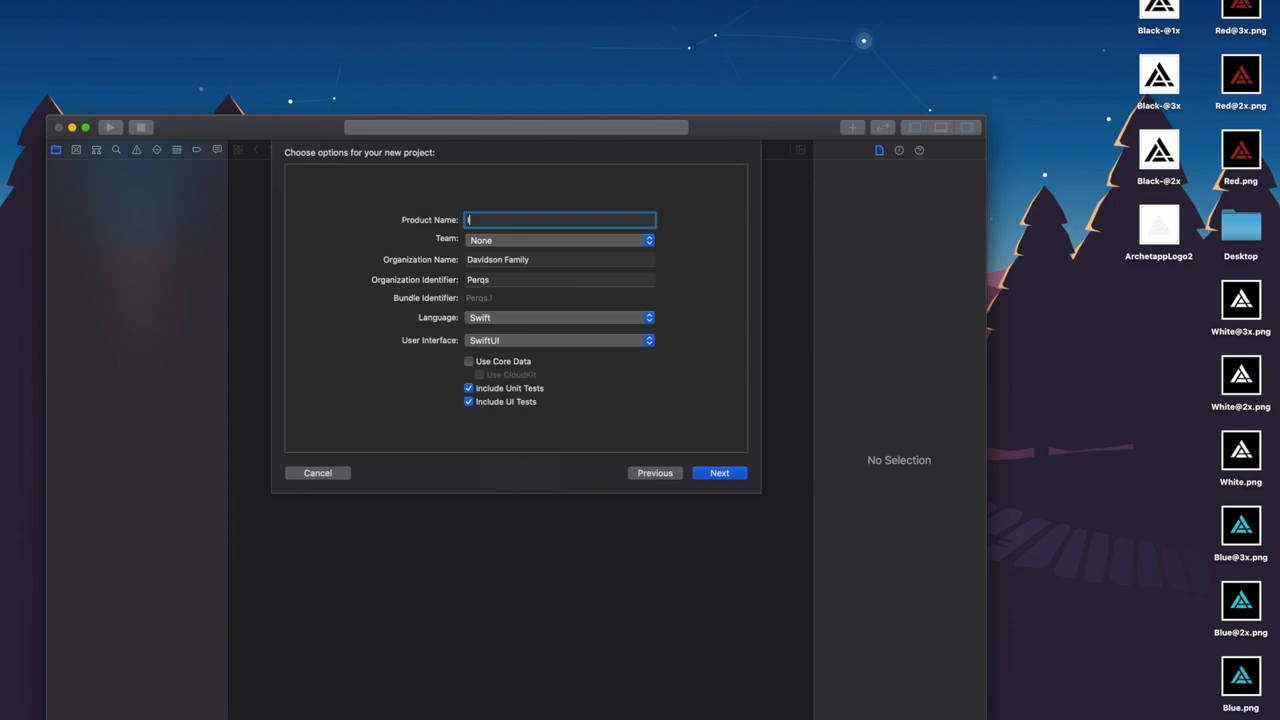 Choose options for your new project:
Product Name: I
Team: None
Organization Name: Davidson Family
Organization Identifier: Perqs
Bundle Identifier: Perqs.I
Language: Swift
User Interface: SwiftUI
Use Core Data
Use CloudKit
Include Unit Tests
Include UI Tests
Cancel
Previous
Next
No Selection
Black-@1x
Red@3x.png
Black-@3x
Red@2x.png
Black-@2x
Red.png
ArchetappLogo2
Desktop
White@3x.png
White@2x.png
White.png
Blue@3x.png
Blue@2x.png
Blue.png